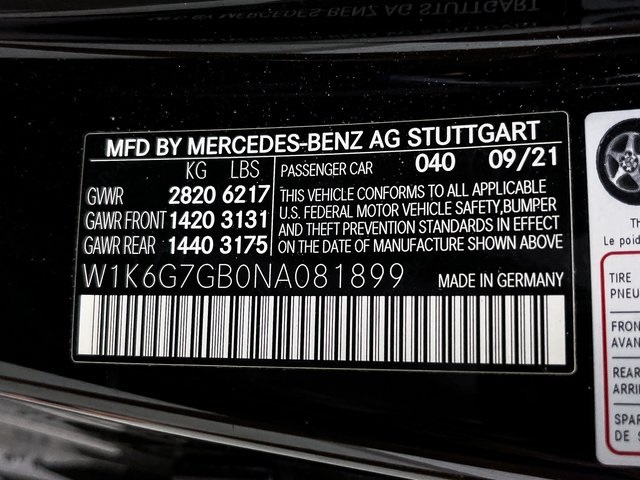 MFD BY MERCEDES-BENZ AG STUTTGART
KG LBS
GVWR 2820 6217
GAWR FRONT 1420 3131
GAWR REAR 1440 3175
PASSENGER CAR 040 09/21
THIS VEHICLE CONFORMS TO ALL APPLICABLE
U.S. FEDERAL MOTOR VEHICLE SAFETY,BUMPER
AND THEFT PREVENTION STANDARDS IN EFFECT
ON THE DATE OF MANUFACTURE SHOWN ABOVE
W1K6G7GB0NA081899 MADE IN GERMANY
Th
Le poid
TIRE
PNEU
FRON
AVAN
REAR
ARRI
SPAR
DE S